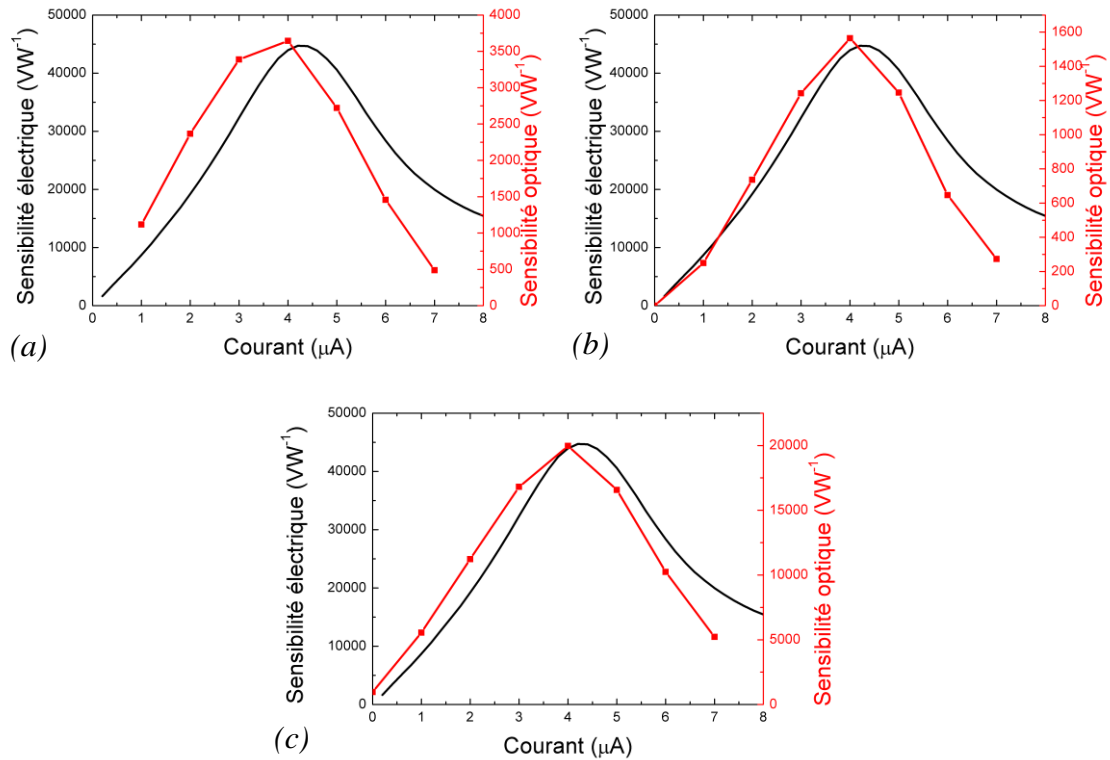 50000
40000
30000
20000
10000
0
Sensibilité électrique (VW⁻¹)
4000
3500
3000
2500
2000
1500
1000
500
0
Sensibilité optique (VW⁻¹)
0 1 2 3 4 5 6 7 8
Courant (μA)
(a)
50000
40000
30000
20000
10000
0
Sensibilité électrique (VW⁻¹)
1600
1400
1200
1000
800
600
400
200
0
Sensibilité optique (VW⁻¹)
0 1 2 3 4 5 6 7 8
Courant (μA)
(b)
50000
40000
30000
20000
10000
0
Sensibilité électrique (VW⁻¹)
20000
15000
10000
5000
0
Sensibilité optique (VW⁻¹)
0 1 2 3 4 5 6 7 8
Courant (μA)
(c)